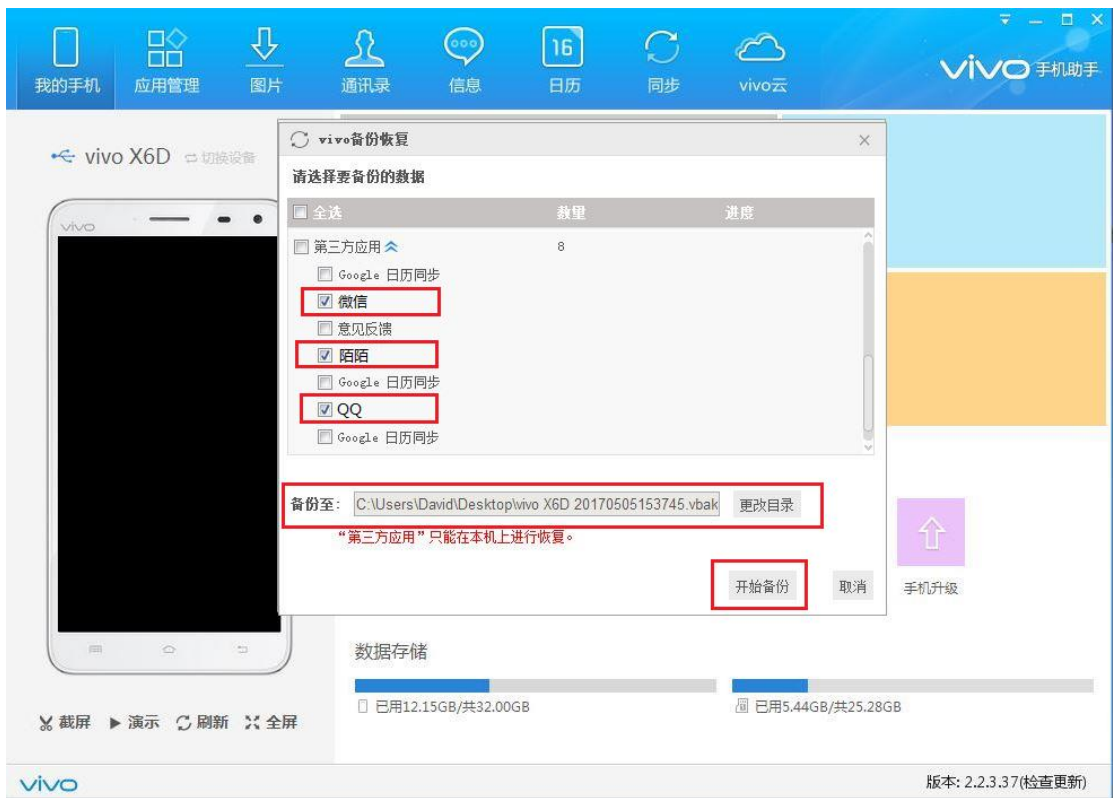 我的手机 应用管理 图片 通讯录 信息 16 日历 同步 vivo云 vivo 手机助手
vivo X6D 切换设备
vivo
vivo备份恢复
请选择要备份的数据
全选 数量 进度
第三方应用 8
Google 日历同步
微信
意见反馈
陌陌
Google 日历同步
QQ
Google 日历同步
备份至: C:\Users\David\Desktop\vivo X6D 20170505153745.vbak 更改目录
“第三方应用”只能在本机上进行恢复。
开始备份 取消
手机升级
数据存储
已用12.15GB/共32.00GB 已用5.44GB/共25.28GB
截屏 演示 刷新 全屏
vivo 版本: 2.2.3.37(检查更新)